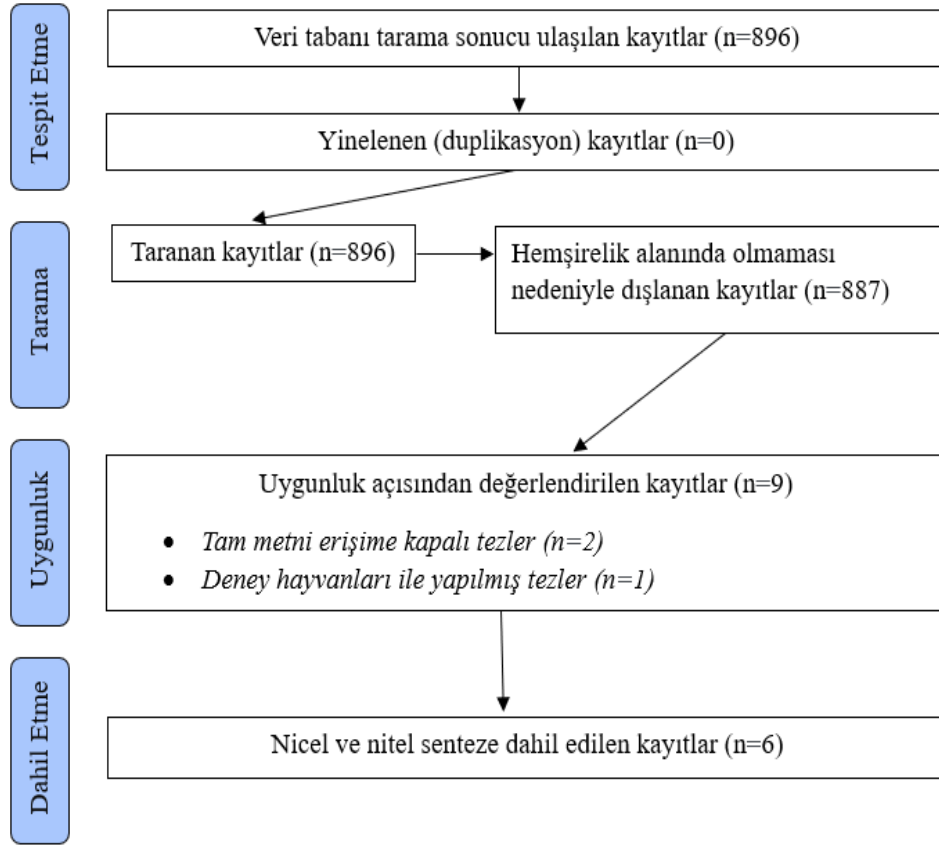 Tespit Etme
Veri tabanı tarama sonucu ulaşılan kayıtlar (n=896)
Yinelenen (duplikasyon) kayıtlar (n=0)
Tarama
Taranan kayıtlar (n=896)
Hemşirelik alanında olmaması
nedeniyle dışlanan kayıtlar (n=887)
Uygunluk
Uygunluk açısından değerlendirilen kayıtlar (n=9)
• Tam metni erişime kapalı tezler (n=2)
• Deney hayvanları ile yapılmış tezler (n=1)
Dahil Etme
Nicel ve nitel senteze dahil edilen kayıtlar (n=6)